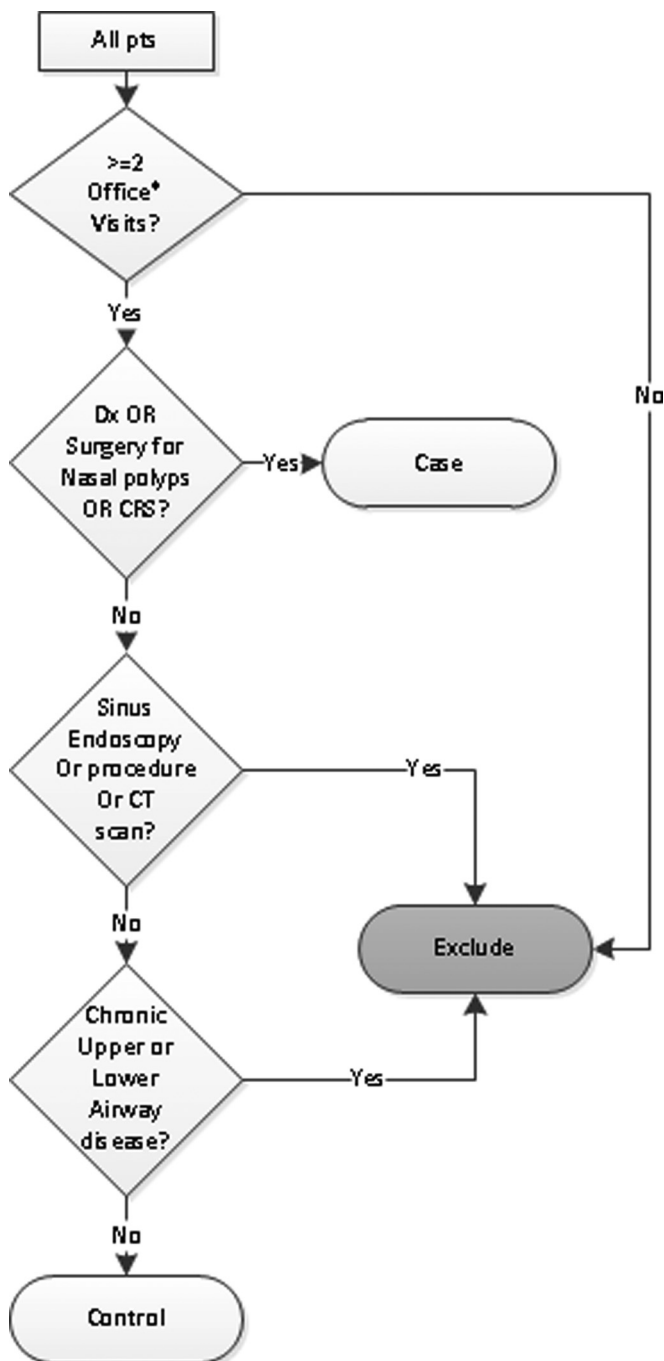 All pts
>=2
Office*
Visits?
Yes
No
Dx OR
Surgery for
Nasal polyps
OR CRS?
Yes
Case
No
Sinus
Endoscopy
Or procedure
Or CT
scan?
Yes
No
Exclude
Chronic
Upper or
Lower
Airway
disease?
Yes
No
Control